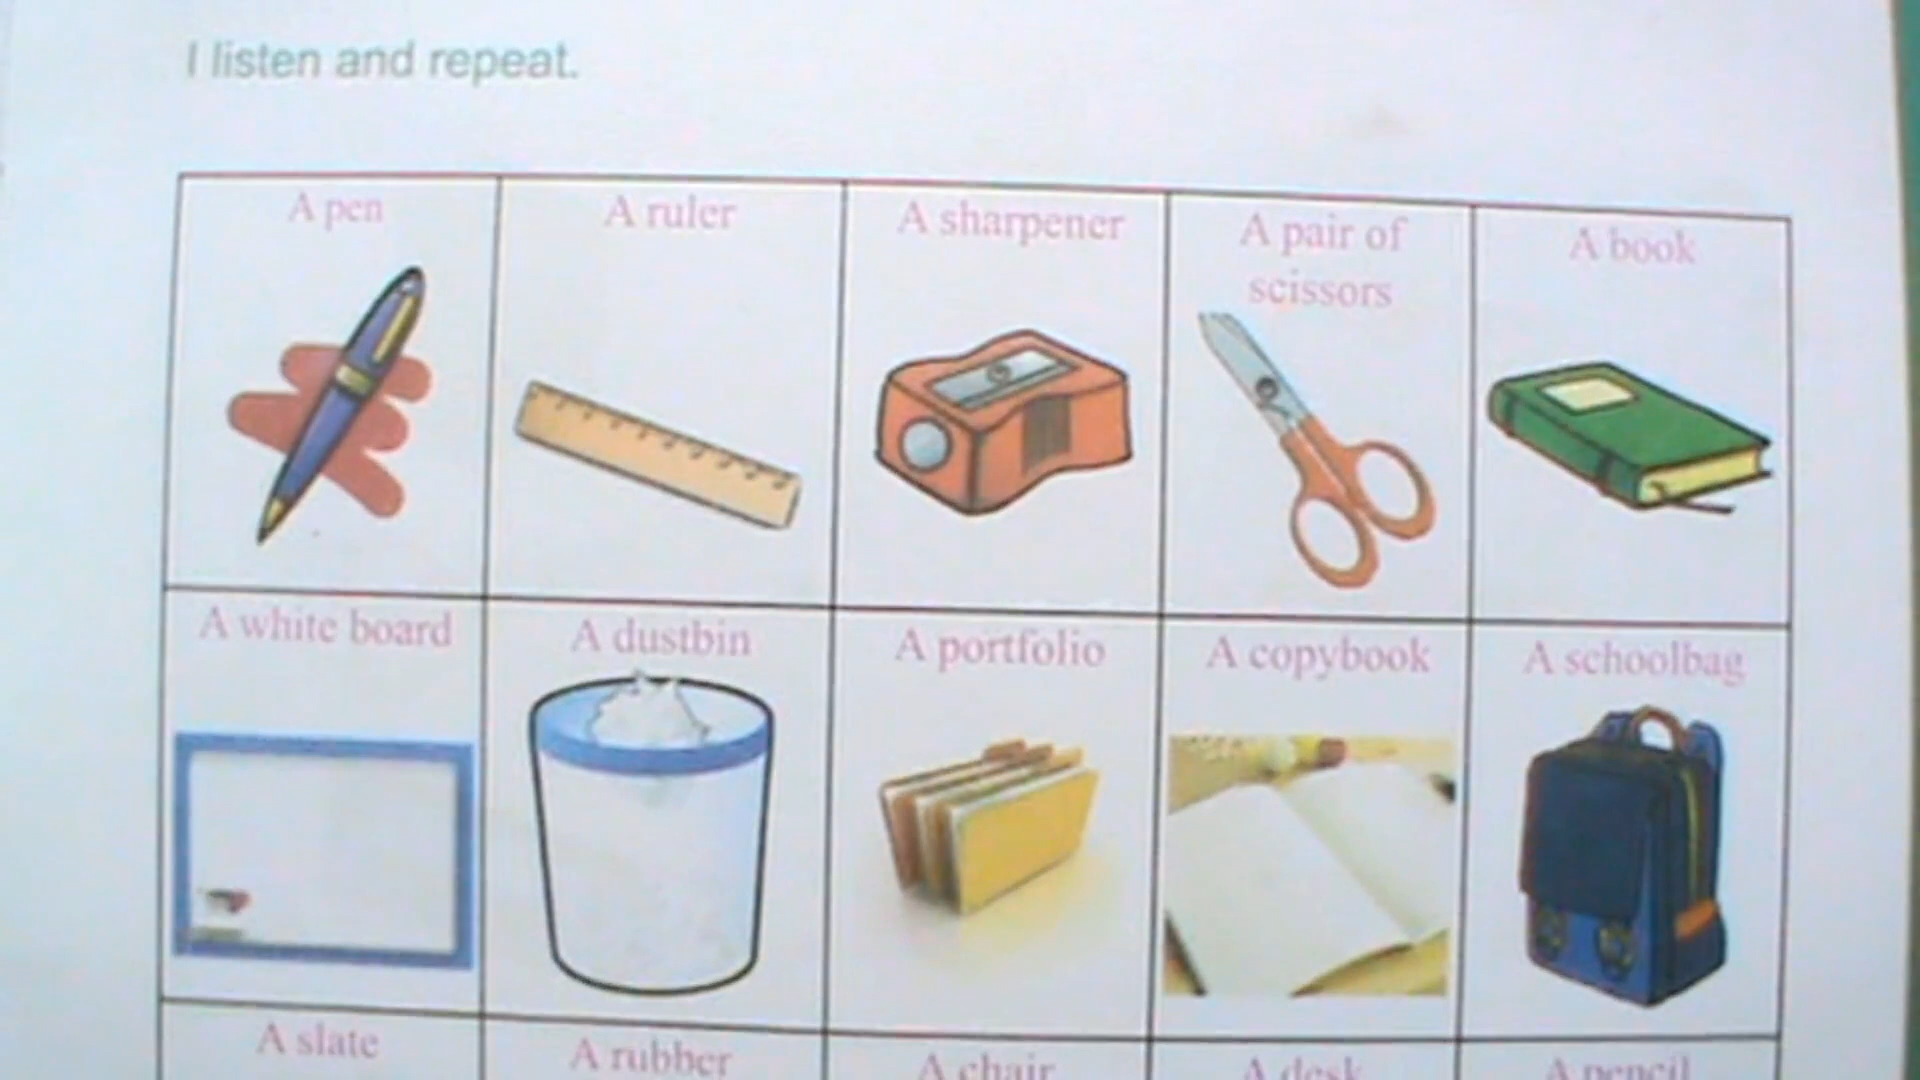 I listen and repeat.
A pen
A ruler
A sharpener
A pair of
scissors
A book
A white board
A dustbin
A portfolio
A copybook
A schoolbag
A slate
A rubber
A chair
A desk
A pencil